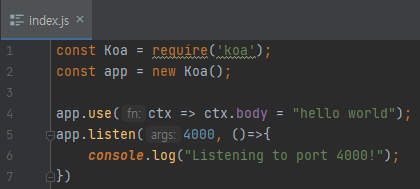 index.js ×
1 const Koa = require('koa');
2 const app = new Koa();
3
4 app.use( fn: ctx => ctx.body = "hello world");
5 app.listen( args: 4000, ()=>{
6     console.log("Listening to port 4000!");
7 })